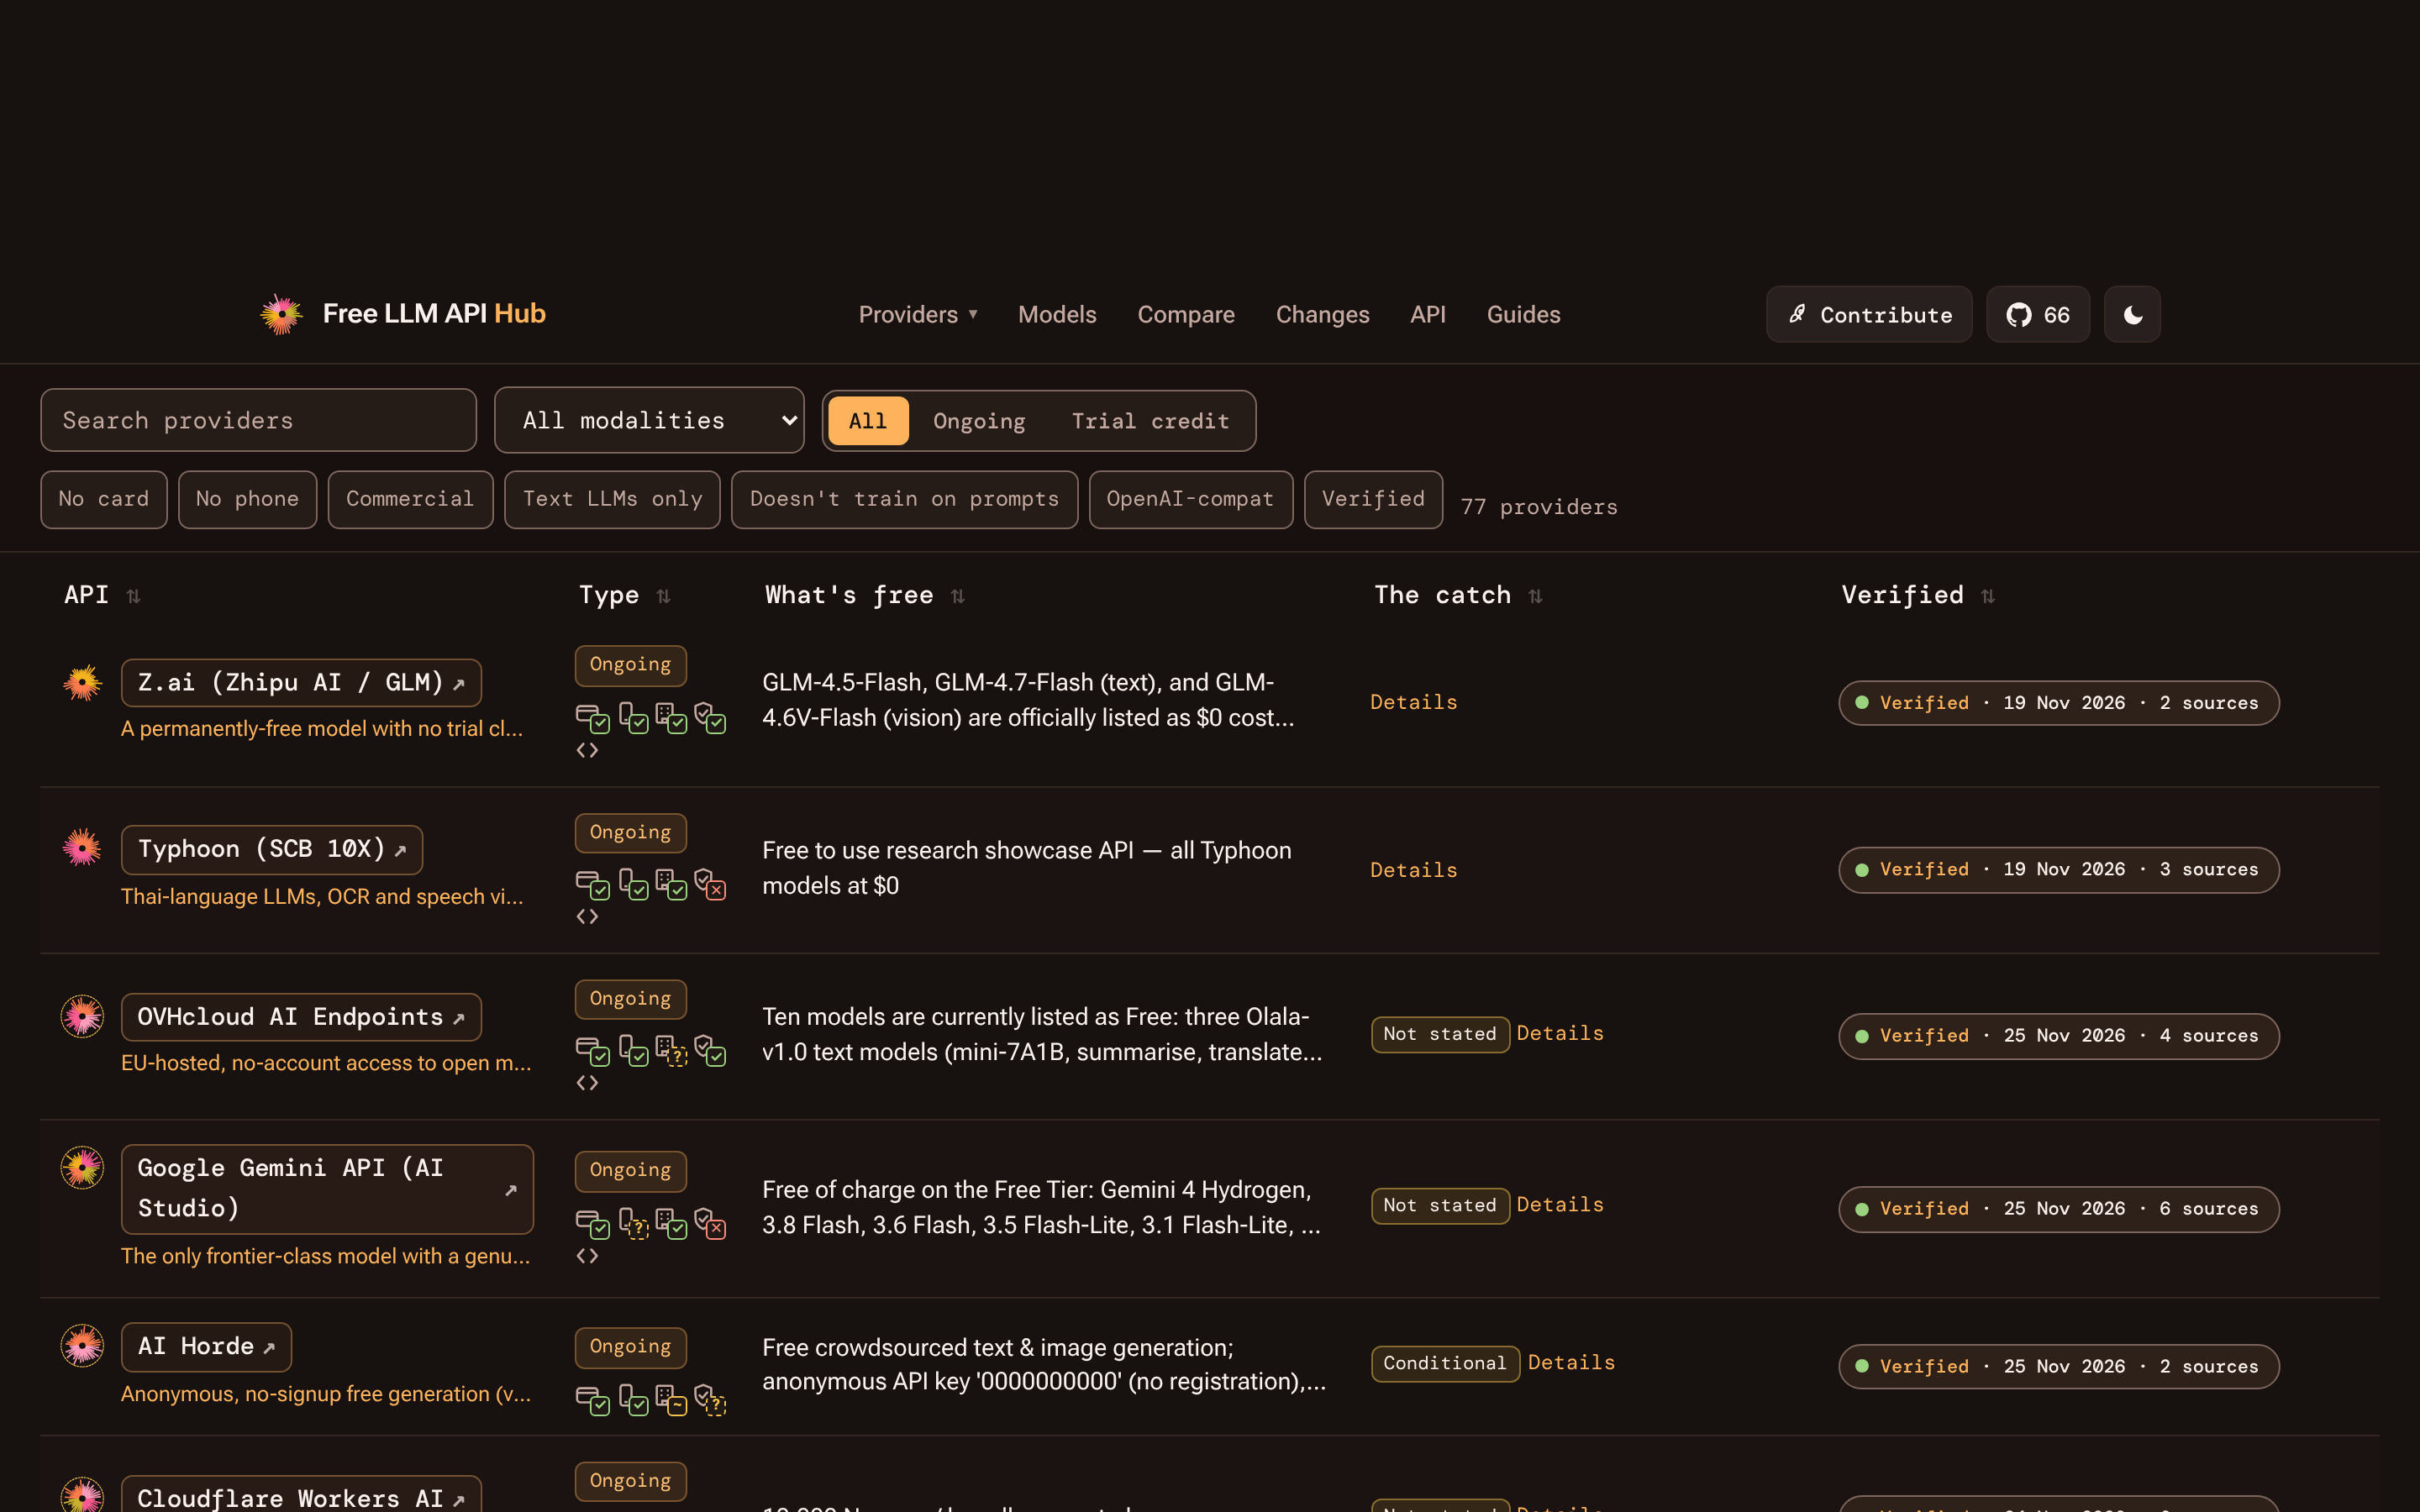 Free LLM API Hub
Providers ▾ Models Compare Changes API Guides
Contribute 66
Search providers
All modalities
All Ongoing Trial credit
No card No phone Commercial Text LLMs only Doesn't train on prompts OpenAI-compat Verified 77 providers
API Type What's free The catch Verified
Z.ai (Zhipu AI / GLM) ↗
A permanently-free model with no trial cl...
Ongoing
GLM-4.5-Flash, GLM-4.7-Flash (text), and GLM-
4.6V-Flash (vision) are officially listed as $0 cost...
Details
Verified · 19 Nov 2026 · 2 sources
Typhoon (SCB 10X) ↗
Thai-language LLMs, OCR and speech vi...
Ongoing
Free to use research showcase API — all Typhoon
models at $0
Details
Verified · 19 Nov 2026 · 3 sources
OVHcloud AI Endpoints ↗
EU-hosted, no-account access to open m...
Ongoing
Ten models are currently listed as Free: three Olala-
v1.0 text models (mini-7A1B, summarise, translate...
Not stated Details
Verified · 25 Nov 2026 · 4 sources
Google Gemini API (AI
Studio) ↗
The only frontier-class model with a genu...
Ongoing
Free of charge on the Free Tier: Gemini 4 Hydrogen,
3.8 Flash, 3.6 Flash, 3.5 Flash-Lite, 3.1 Flash-Lite, ...
Not stated Details
Verified · 25 Nov 2026 · 6 sources
AI Horde ↗
Anonymous, no-signup free generation (v...
Ongoing
Free crowdsourced text & image generation;
anonymous API key '0000000000' (no registration),...
Conditional Details
Verified · 25 Nov 2026 · 2 sources
Cloudflare Workers AI ↗
Ongoing